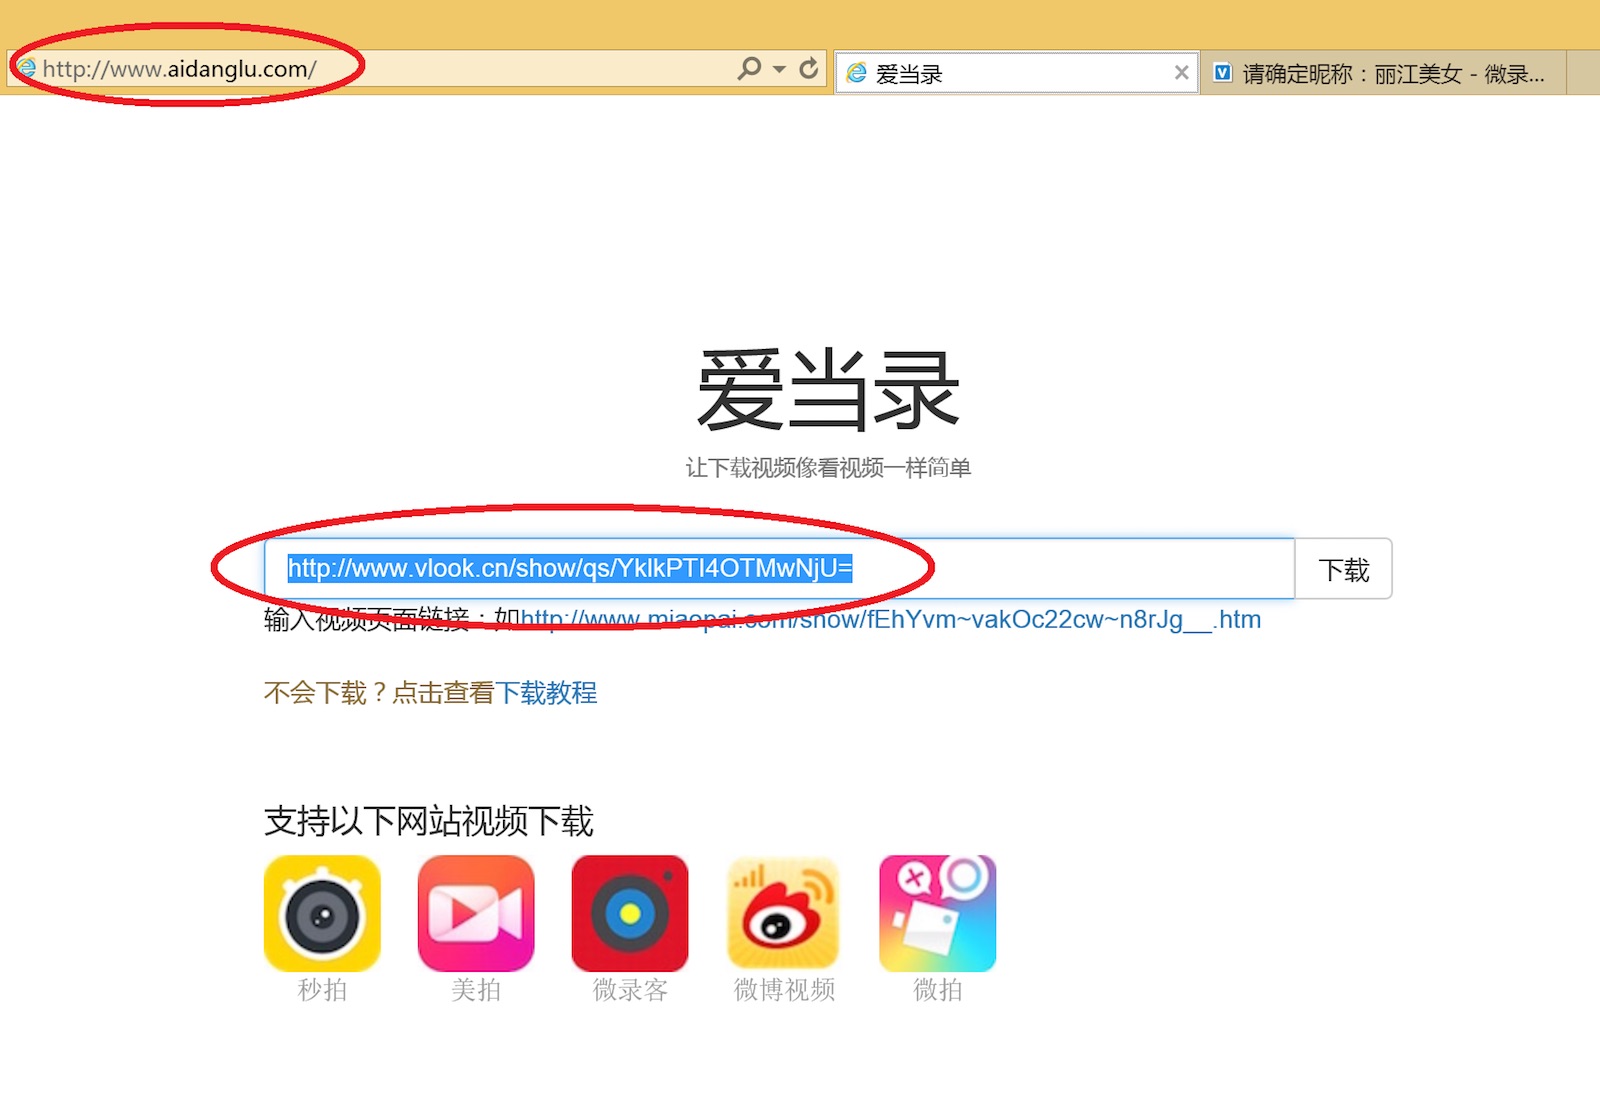 http://www.aidanglu.com/
爱当录
请确定昵称：丽江美女 - 微录...
爱当录
让下载视频像看视频一样简单
http://www.vlook.cn/show/qs/YklkPTI4OTMwNjU=
下载
输入视频页面链接：如http://www.miaopai.com/show/fEhYvm~vakOc22cw~n8rJg__.htm
不会下载？点击查看下载教程
支持以下网站视频下载
秒拍 美拍 微录客 微博视频 微拍